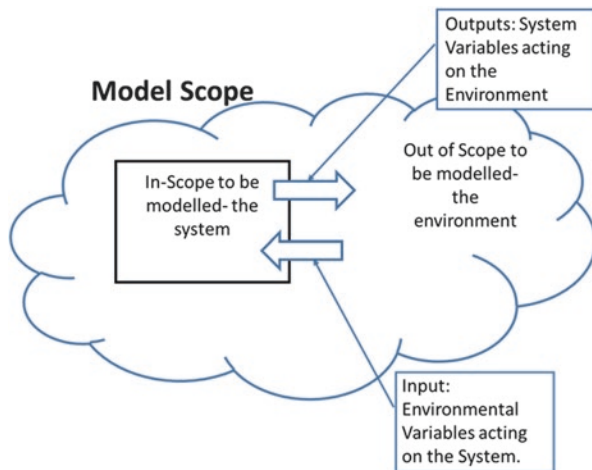 Outputs: System
Variables acting
on the
Environment
Model Scope
In-Scope to be
modelled- the
system
Out of Scope to
be modelled-
the
environment
Input:
Environmental
Variables acting
on the System.